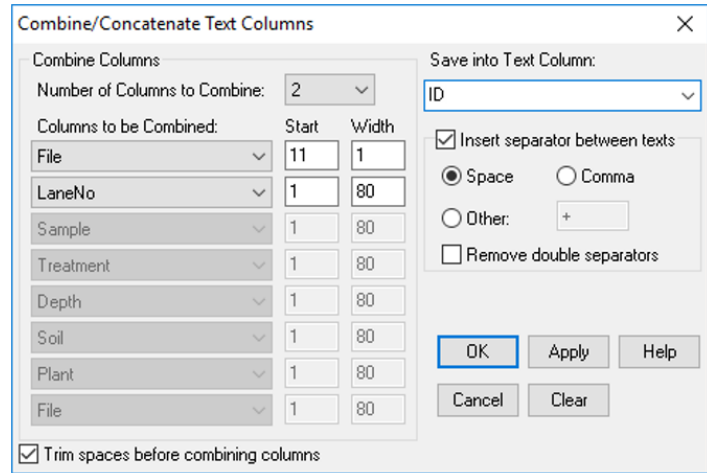 Combine/Concatenate Text Columns
Combine Columns
Number of Columns to Combine: 2
Columns to be Combined: Start Width
File 11 1
LaneNo 1 80
Sample 1 80
Treatment 1 80
Depth 1 80
Soil 1 80
Plant 1 80
File 1 80
Trim spaces before combining columns
Save into Text Column:
ID
Insert separator between texts
Space Comma
Other: +
Remove double separators
OK Apply Help
Cancel Clear